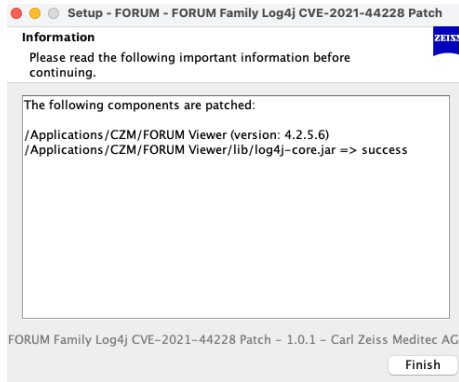 Setup - FORUM - FORUM Family Log4j CVE-2021-44228 Patch
Information
ZEISS
Please read the following important information before
continuing.
The following components are patched:
/Applications/CZM/FORUM Viewer (version: 4.2.5.6)
/Applications/CZM/FORUM Viewer/lib/log4j-core.jar => success
FORUM Family Log4j CVE-2021-44228 Patch - 1.0.1 - Carl Zeiss Meditec AG
Finish